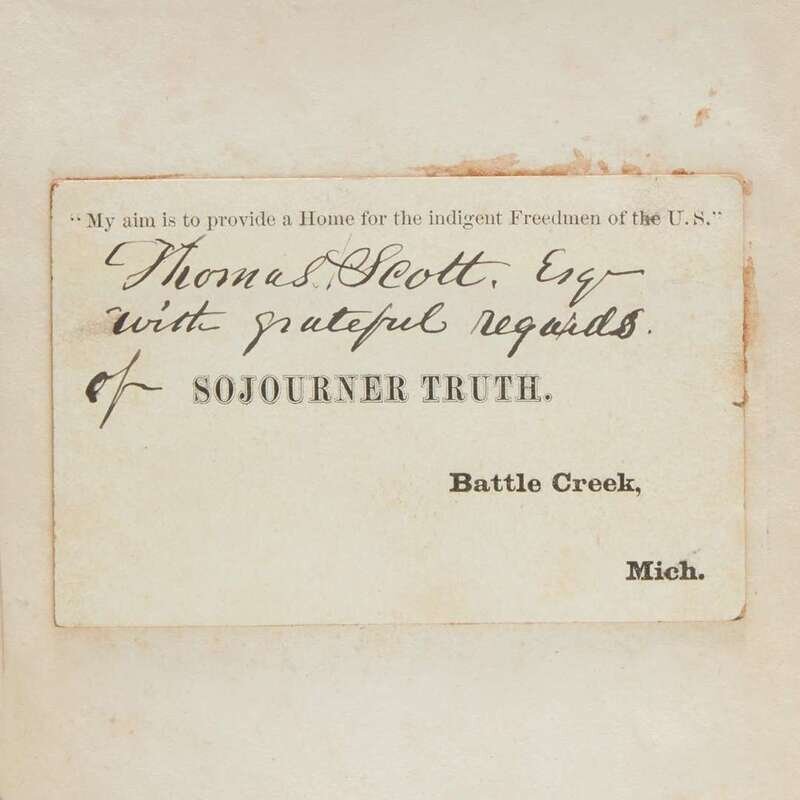 "My aim is to provide a Home for the indigent Freedmen of the U. S."
Thomas Scott. Esq
with grateful regards.
of SOJOURNER TRUTH.
Battle Creek,
Mich.